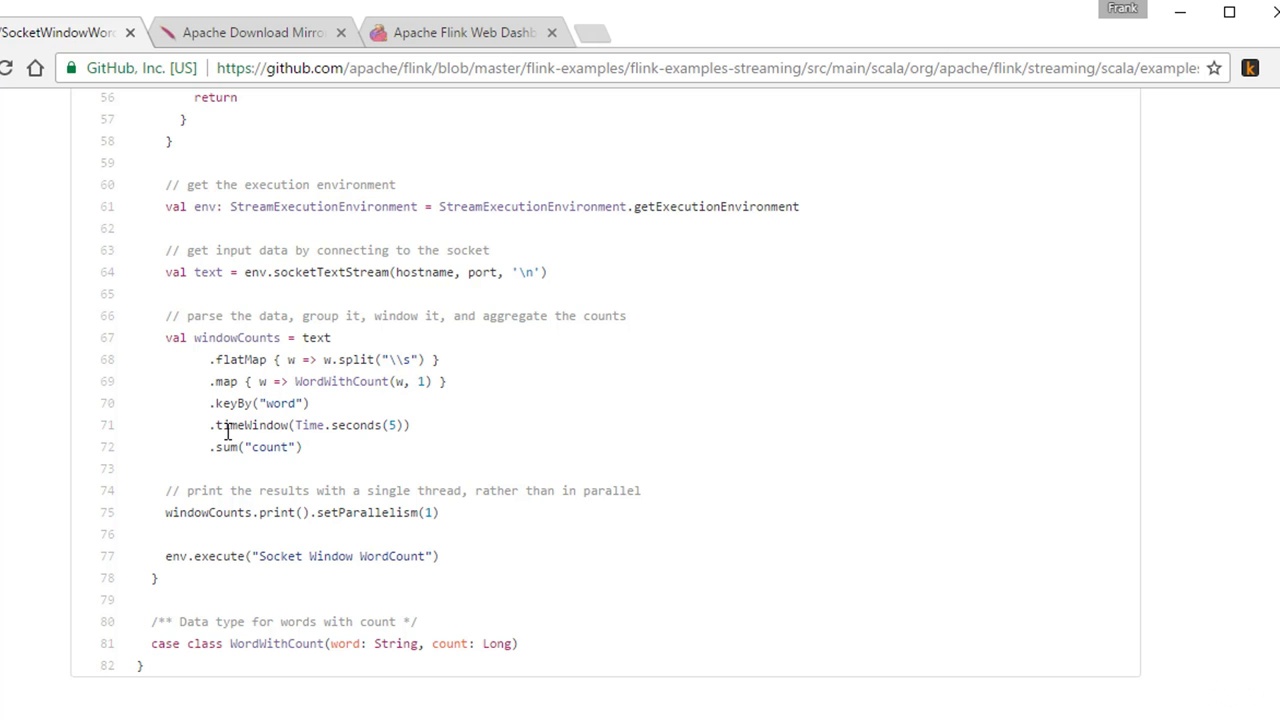 Frank
/SocketWindowWor
Apache Download Mirro
Apache Flink Web Dashb
GitHub, Inc. [US]
https://github.com/apache/flink/blob/master/flink-examples/flink-examples-streaming/src/main/scala/org/apache/flink/streaming/scala/examples
k
56 return
57 }
58 }
59
60 // get the execution environment
61 val env: StreamExecutionEnvironment = StreamExecutionEnvironment.getExecutionEnvironment
62
63 // get input data by connecting to the socket
64 val text = env.socketTextStream(hostname, port, '\n')
65
66 // parse the data, group it, window it, and aggregate the counts
67 val windowCounts = text
68 .flatMap { w => w.split("\\s") }
69 .map { w => WordWithCount(w, 1) }
70 .keyBy("word")
71 .timeWindow(Time.seconds(5))
72 .sum("count")
73
74 // print the results with a single thread, rather than in parallel
75 windowCounts.print().setParallelism(1)
76
77 env.execute("Socket Window WordCount")
78 }
79
80 /** Data type for words with count */
81 case class WordWithCount(word: String, count: Long)
82 }